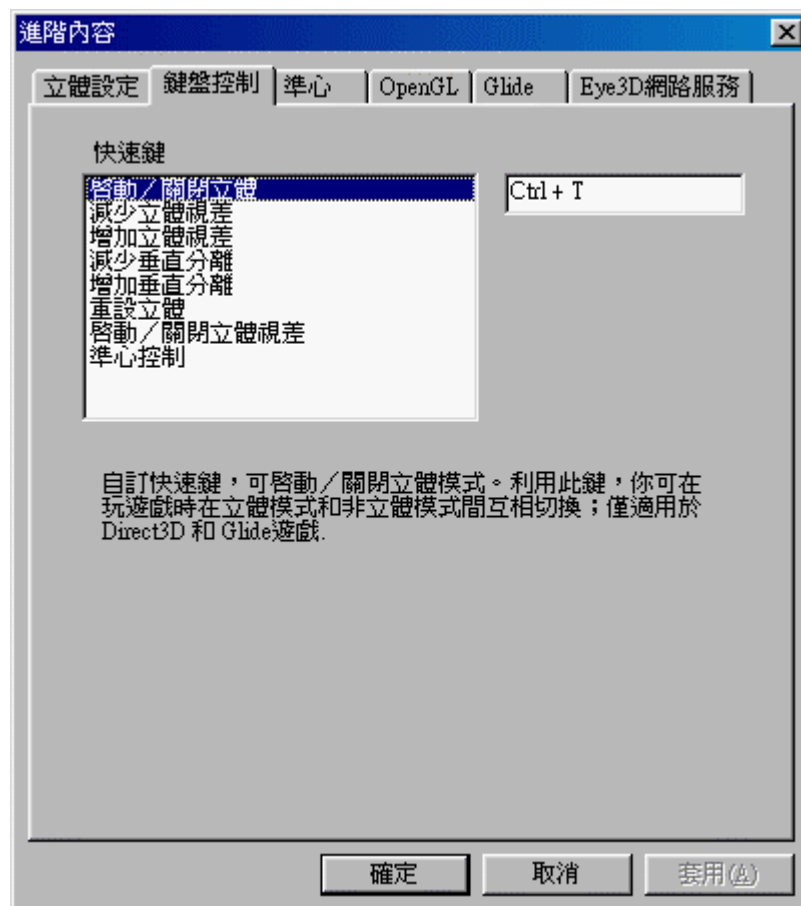 進階內容
立體設定 鍵盤控制 準心 OpenGL Glide Eye3D網路服務
快速鍵
啓動／關閉立體 Ctrl + T
減少立體視差
增加立體視差
減少垂直分離
增加垂直分離
重設立體
啓動／關閉立體視差
準心控制
自訂快速鍵，可啓動／關閉立體模式。利用此鍵，你可在
玩遊戲時在立體模式和非立體模式間互相切換；僅適用於
Direct3D 和 Glide遊戲.
確定 取消 套用(A)